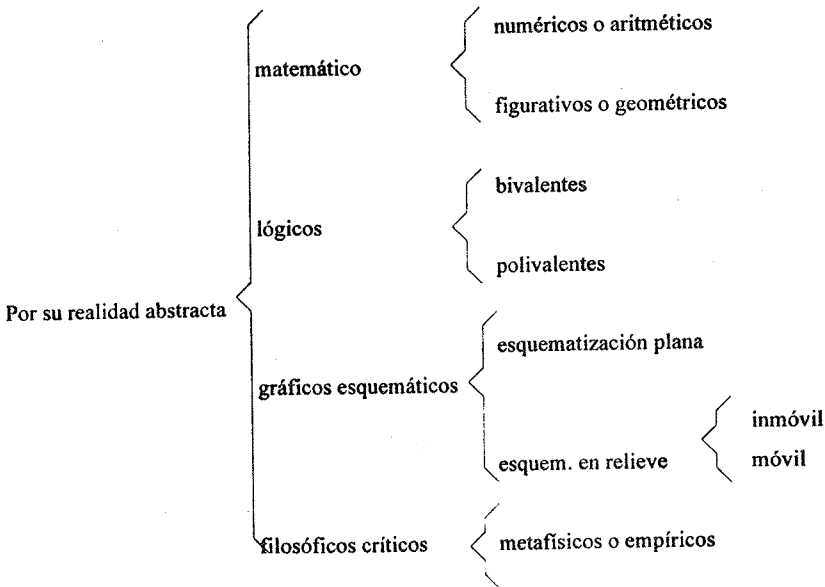 numéricos o aritméticos
matemático
figurativos o geométricos
bivalentes
lógicos
polivalentes
Por su realidad abstracta
esquematización plana
gráficos esquemáticos
inmóvil
esquem. en relieve
móvil
filosóficos críticos
metafísicos o empíricos